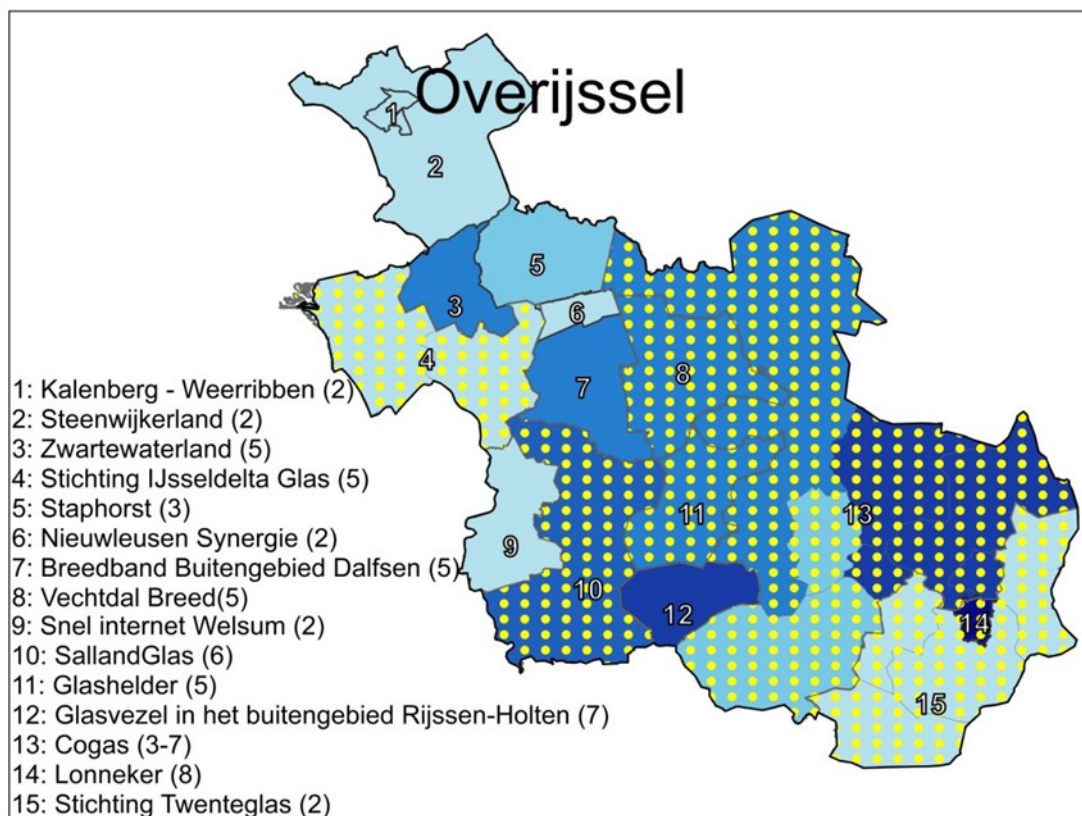 Overijssel
1
2
3
5
6
4
7
8
9
10
11
13
12
14
15
1: Kalenberg - Weerribben (2)
2: Steenwijkerland (2)
3: Zwartewaterland (5)
4: Stichting IJsseldelta Glas (5)
5: Staphorst (3)
6: Nieuwleusen Synergie (2)
7: Breedband Buitengebied Dalfsen (5)
8: Vechtdal Breed(5)
9: Snel internet Welsum (2)
10: SallandGlas (6)
11: Glashelder (5)
12: Glasvezel in het buitengebied Rijssen-Holten (7)
13: Cogas (3-7)
14: Lonneker (8)
15: Stichting Twenteglas (2)